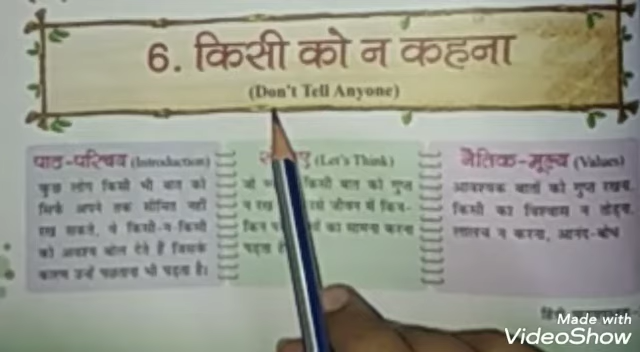 6. किसी को न कहना
(Don't Tell Anyone)
पाठ-परिचय (Introduction)
कुछ लोग किसी भी बात को
सिर्फ अपने तक सीमित नहीं
रख सकते, वे किसी-न-किसी
को अवश्य बोल देते हैं जिसके
कारण उन्हें पछताना भी पड़ता है।
(Let's Think)
जो किसी बात को गुप्त
न रख जीवन में किन-
किन का सामना करना
पड़ता
नैतिक-मूल्य (Values)
आवश्यक बातों को गुप्त रखना,
किसी का विश्वास न तोड़ना,
लालच न करना, आनंद-बोध
Made with
VideoShow